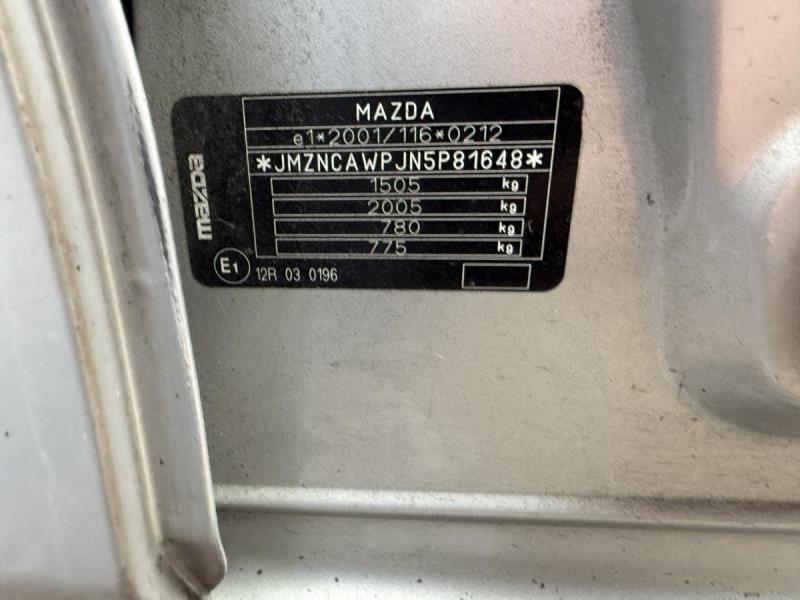 MAZDA
e1*2001/116*0212
*JMZNCAWPJN5P81648*
1505 kg
2005 kg
780 kg
775 kg
mazda
E1 12R 03 0196